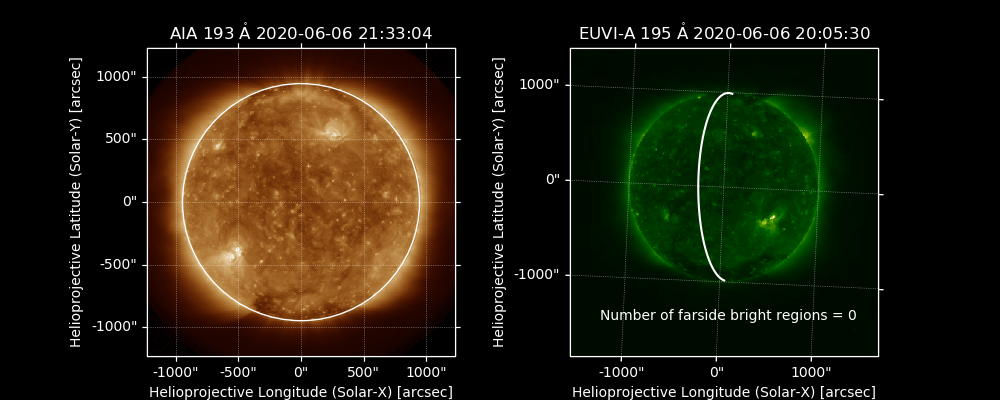 AIA 193 Å 2020-06-06 21:33:04
1000"
500"
0"
-500"
-1000"
-1000"
-500"
0"
500"
1000"
Helioprojective Latitude (Solar-Y) [arcsec]
Helioprojective Longitude (Solar-X) [arcsec]
EUVI-A 195 Å 2020-06-06 20:05:30
1000"
0"
-1000"
-1000"
0"
1000"
Helioprojective Latitude (Solar-Y) [arcsec]
Helioprojective Longitude (Solar-X) [arcsec]
Number of farside bright regions = 0